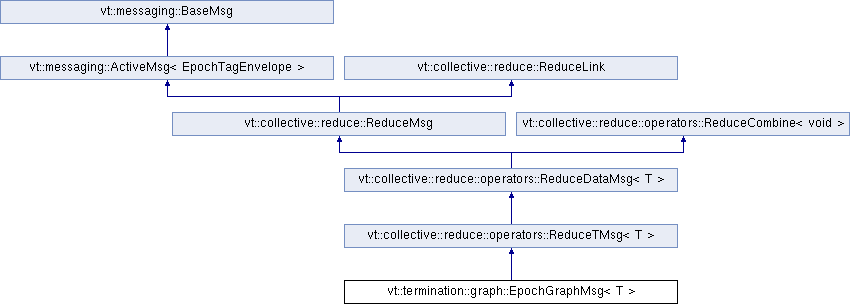 vt::messaging::BaseMsg
vt::messaging::ActiveMsg< EpochTagEnvelope >
vt::collective::reduce::ReduceLink
vt::collective::reduce::ReduceMsg
vt::collective::reduce::operators::ReduceCombine< void >
vt::collective::reduce::operators::ReduceDataMsg< T >
vt::collective::reduce::operators::ReduceTMsg< T >
vt::termination::graph::EpochGraphMsg< T >